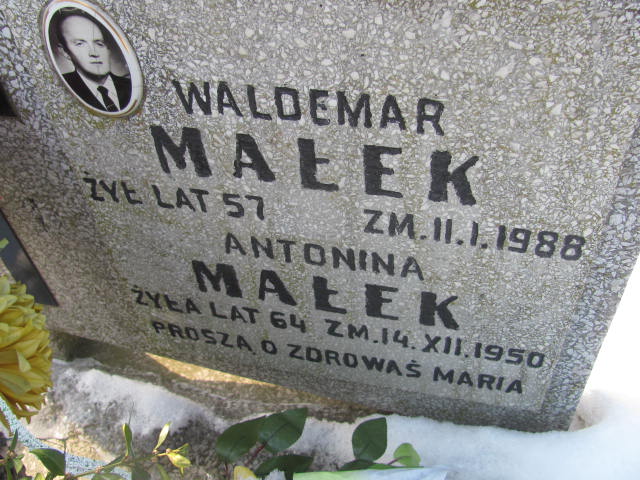 WALDEMAR
MAŁEK
ŻYŁ LAT 57 ZM.11.1.1988
ANTONINA
MAŁEK
ŻYŁA LAT 64 ZM.14.XII.1950
PROSZĄ O ZDROWAŚ MARIA